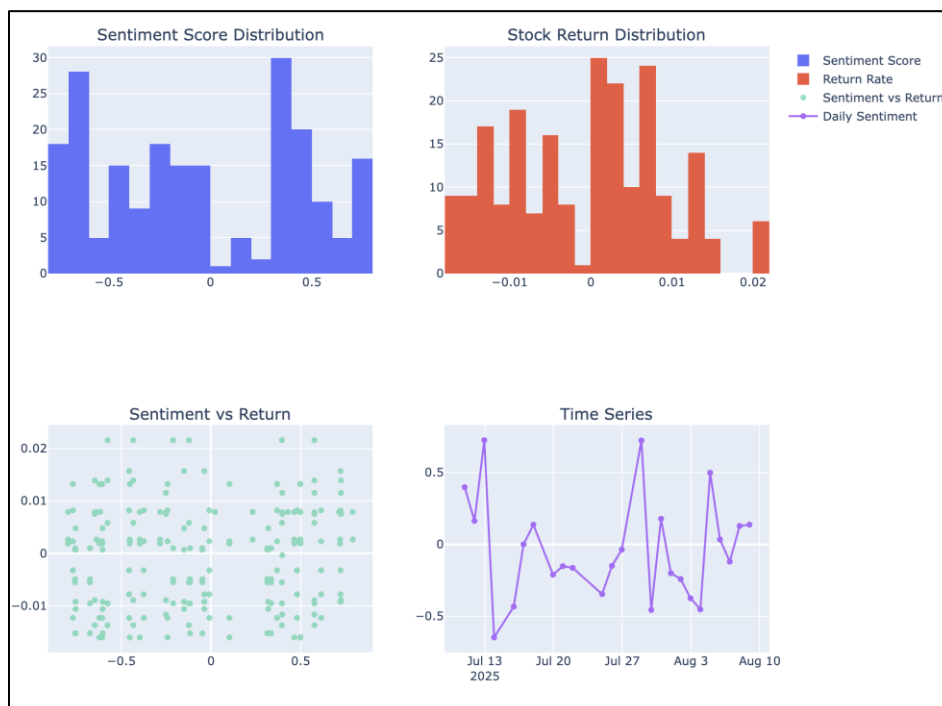 Sentiment Score Distribution
30
25
20
15
10
5
0
−0.5
0
0.5
Stock Return Distribution
25
20
15
10
5
0
−0.01
0
0.01
0.02
Sentiment Score
Return Rate
Sentiment vs Return
Daily Sentiment
Sentiment vs Return
0.02
0.01
0
−0.01
−0.5
0
0.5
Time Series
0.5
0
−0.5
Jul 13
2025
Jul 20
Jul 27
Aug 3
Aug 10